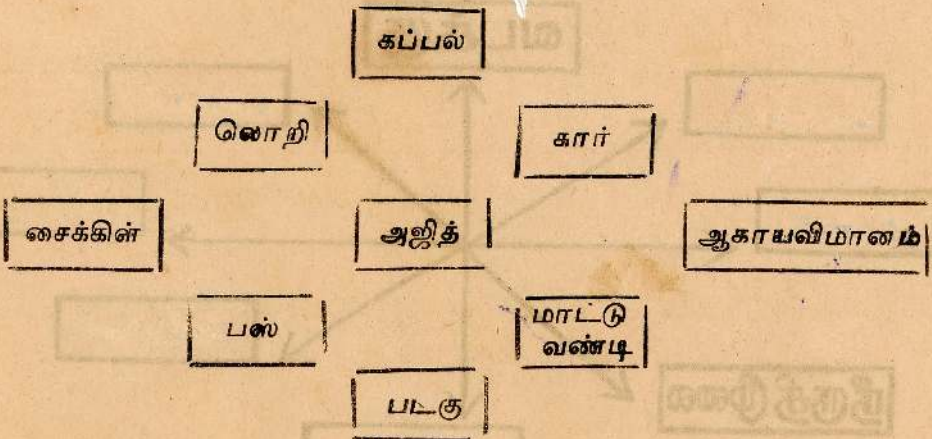 கப்பல்
லொறி
கார்
சைக்கிள்
அஜித்
ஆகாயவிமானம்
பஸ்
மாட்டு
வண்டி
படகு